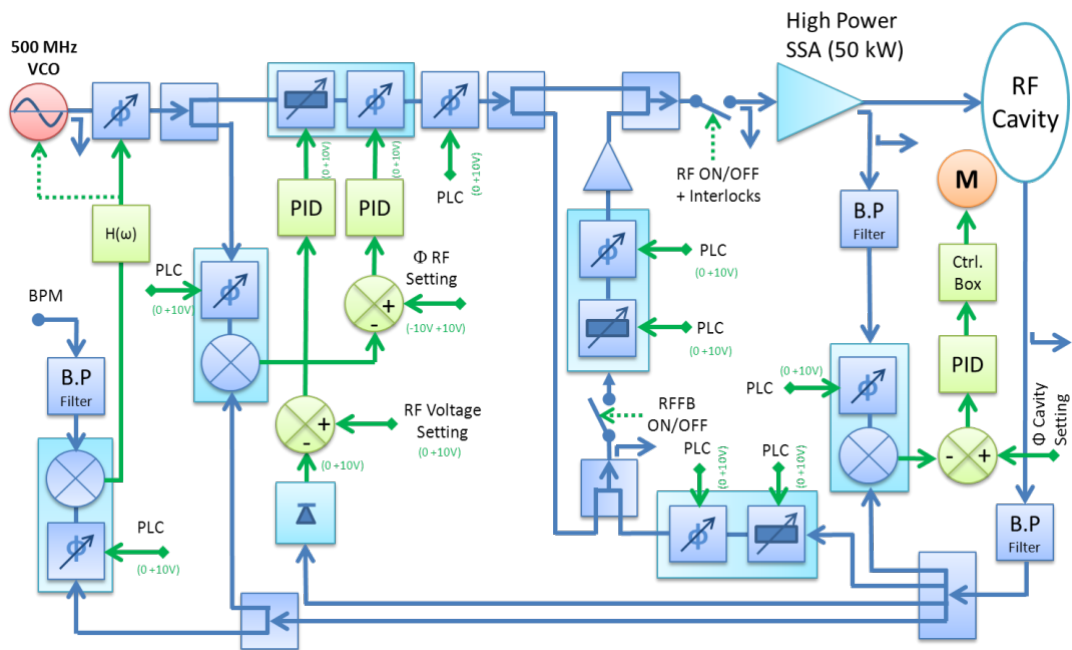 High Power
SSA (50 kW)
500 MHz
VCO
RF
Cavity
ϕ
ϕ
ϕ
(0 +10V)
(0 +10V)
(0 +10V)
PLC
RF ON/OFF
+ Interlocks
M
PID
PID
B.P
Filter
H(ω)
Φ RF
Setting
PLC
(0 +10V)
ϕ
PLC
(0 +10V)
ϕ
Ctrl.
Box
BPM
+
-
(-10V +10V)
PLC
(0 +10V)
B.P
Filter
PID
(0 +10V)
PLC
ϕ
Φ Cavity
Setting
+
-
RF Voltage
Setting
(0 +10V)
RFFB
ON/OFF
-
+
(0 +10V)
PLC
(0 +10V)
PLC
(0 +10V)
PLC
(0 +10V)
ϕ
ϕ
B.P
Filter